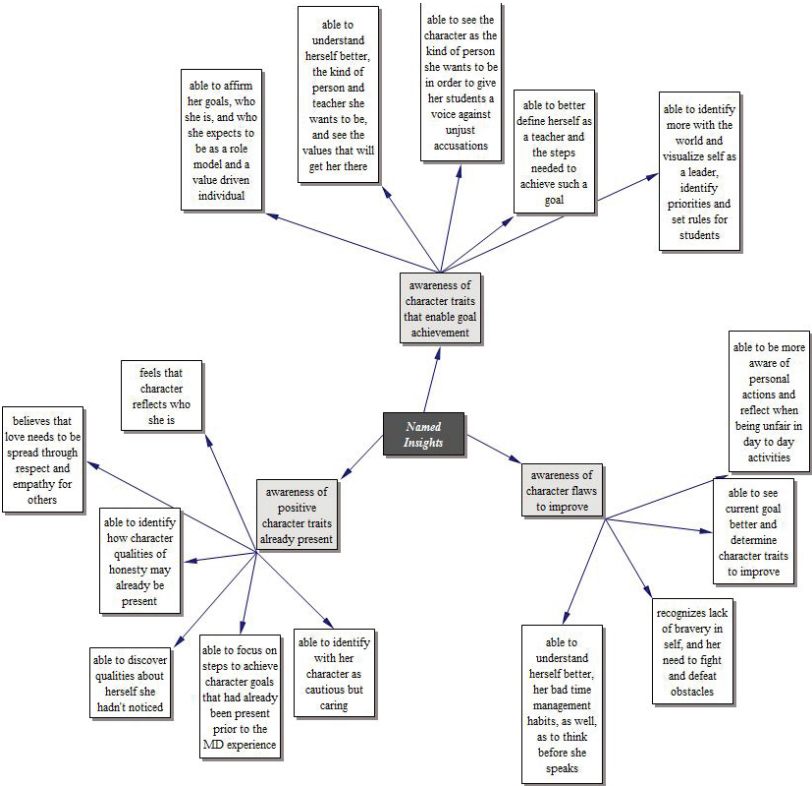 able to
understand
herself better,
the kind of
person and
teacher she
wants to be,
and see the
values that will
get her there
able to see the
character as the
kind of person
she wants to be
in order to give
her students a
voice against
unjust
accusations
able to affirm
her goals, who
she is, and who
she expects to
be as a role
model and a
value driven
individual
able to better
define herself as
a teacher and
the steps
needed to
achieve such a
goal
able to identify
more with the
world and
visualize self as
a leader,
identify
priorities and
set rules for
students
awareness of
character traits
that enable goal
achievement
feels that
character
reflects who
she is
able to be more
aware of
personal
actions and
reflect when
being unfair in
day to day
activities
believes that
love needs to be
spread through
respect and
empathy for
others
Named
Insights
awareness of
positive
character traits
already present
awareness of
character flaws
to improve
able to see
current goal
better and
determine
character traits
to improve
able to identify
how character
qualities of
honesty may
already be
present
recognizes lack
of bravery in
self, and her
need to fight
and defeat
obstacles
able to discover
qualities about
herself she
hadn't noticed
able to focus on
steps to achieve
character goals
that had already
been present
prior to the
MD experience
able to identify
with her
character as
cautious but
caring
able to
understand
herself better,
her bad time
management
habits, as well,
as to think
before she
speaks